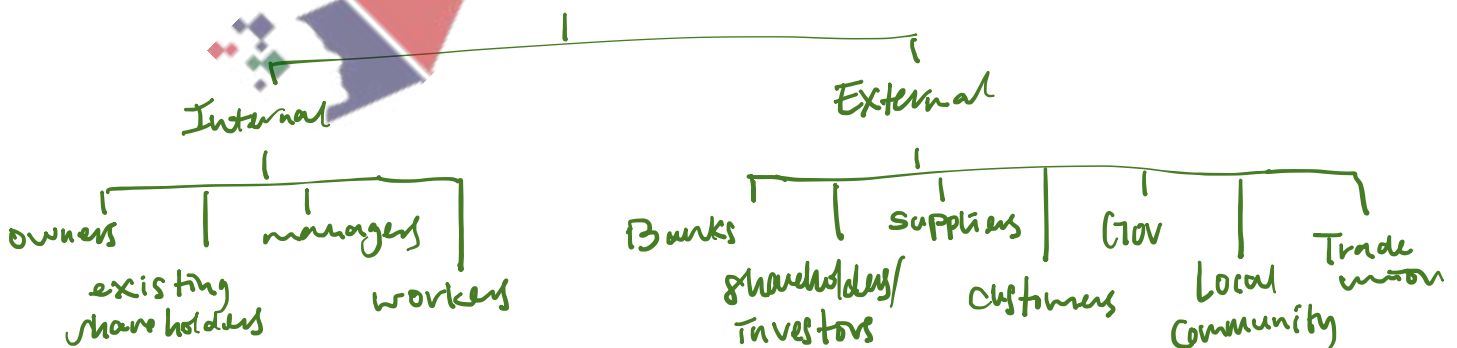 Internal
External
owners
existing
shareholders
managers
workers
Banks
shareholders/
investors
suppliers
customers
Gov
Local
Community
Trade
union